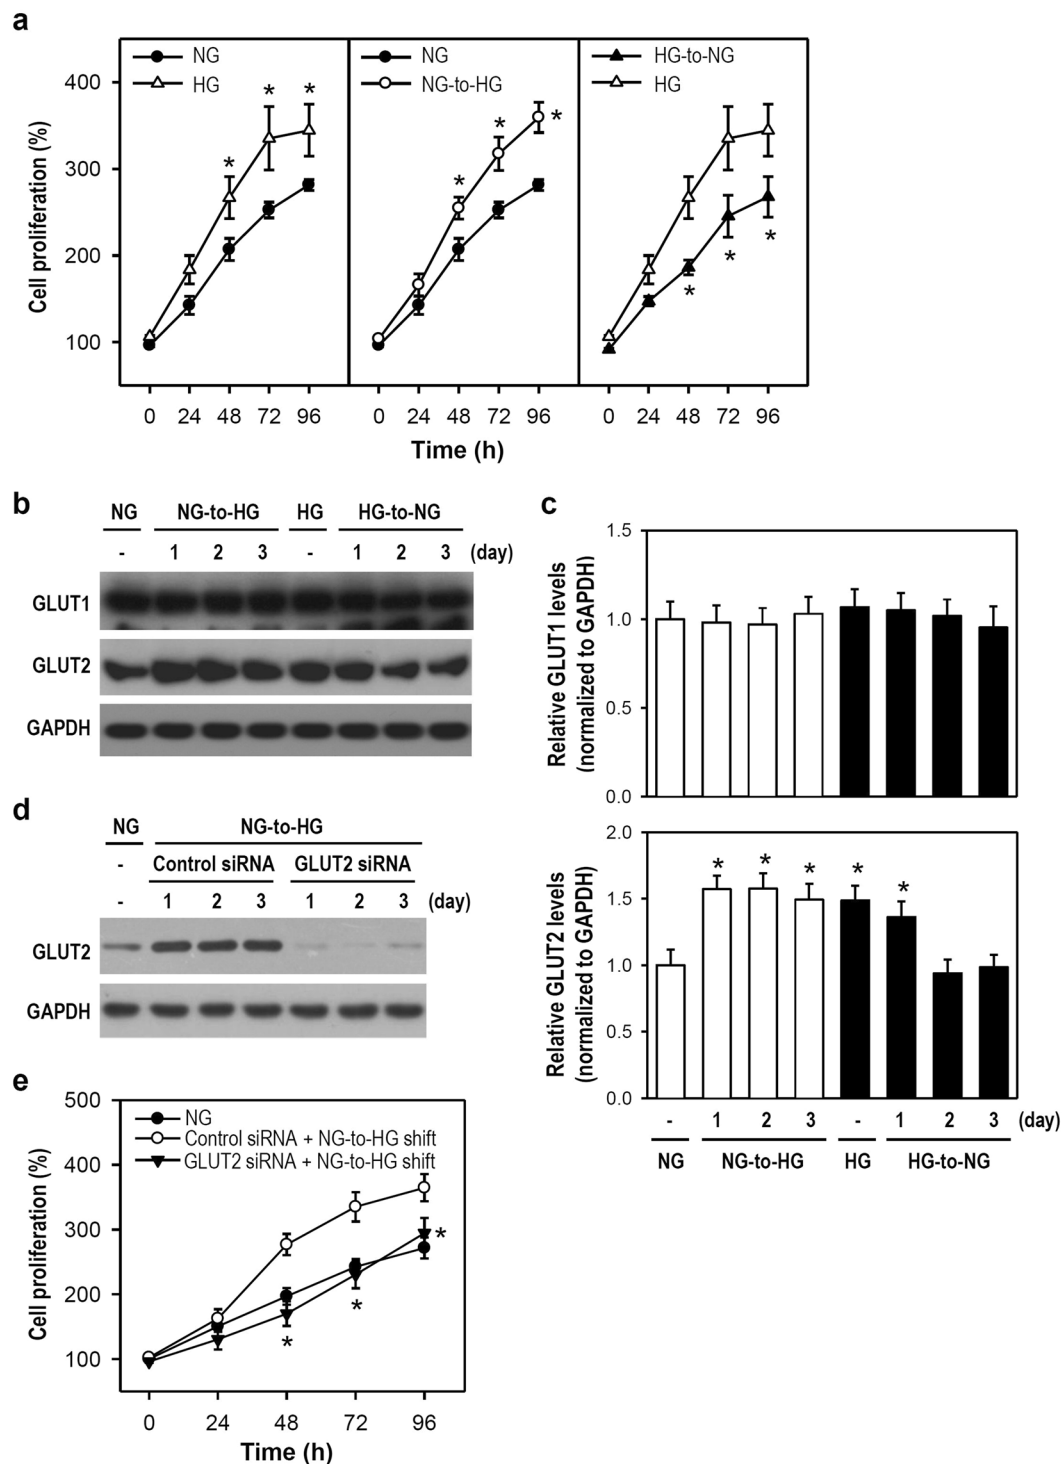 a
NG
HG
NG
NG-to-HG
HG-to-NG
HG
Cell proliferation (%)
400
300
200
100
* * *
* * *
* * *
0 24 48 72 96 0 24 48 72 96 0 24 48 72 96
Time (h)
b
NG NG-to-HG HG HG-to-NG
- 1 2 3 - 1 2 3 (day)
GLUT1
GLUT2
GAPDH
c
Relative GLUT1 levels
(normalized to GAPDH)
1.5
1.0
0.5
0.0
Relative GLUT2 levels
(normalized to GAPDH)
2.0
1.5
1.0
0.5
0.0
* * * * *
- 1 2 3 - 1 2 3 (day)
NG NG-to-HG HG HG-to-NG
d
NG NG-to-HG
- Control siRNA GLUT2 siRNA
- 1 2 3 1 2 3 (day)
GLUT2
GAPDH
e
NG
Control siRNA + NG-to-HG shift
GLUT2 siRNA + NG-to-HG shift
Cell proliferation (%)
500
400
300
200
100
* * *
0 24 48 72 96
Time (h)